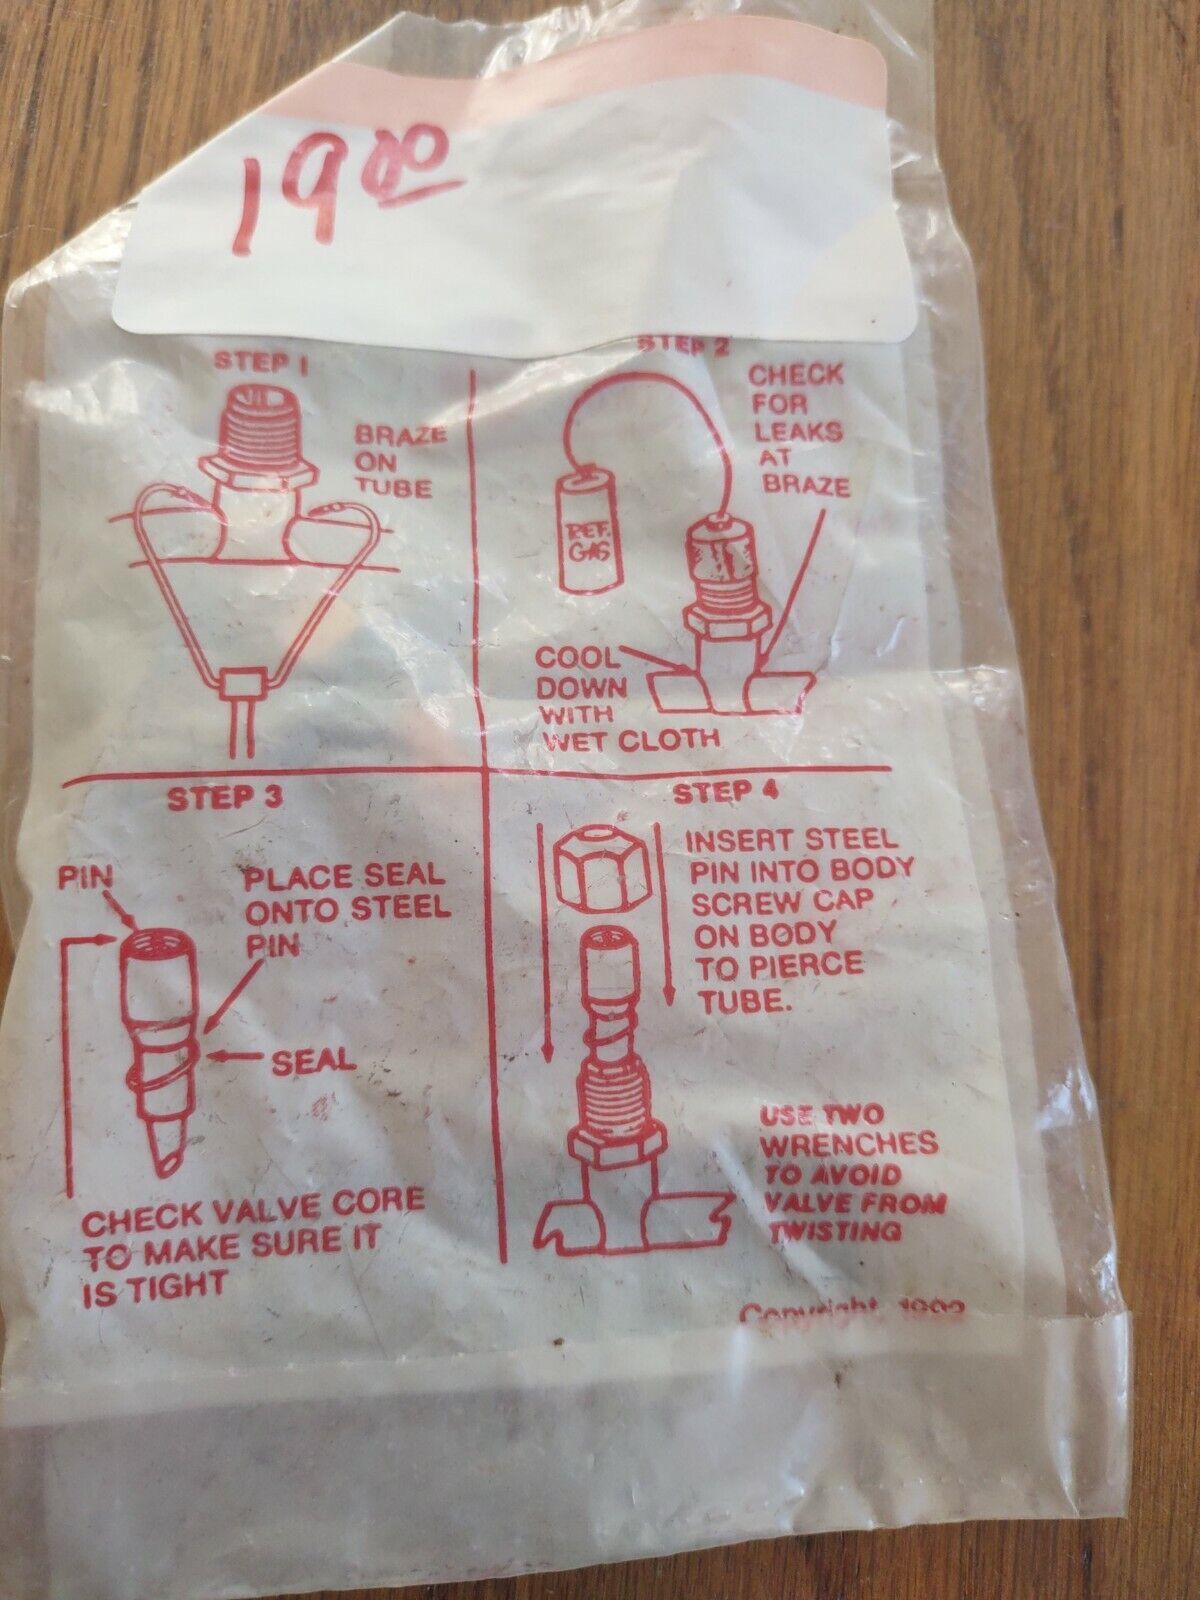 19 20
STEP 1
BRAZE
ON
TUBE
STEP 2
CHECK
FOR
LEAKS
AT
BRAZE
REF.
GAS
COOL
DOWN
WITH
WET CLOTH
STEP 3
PIN
PLACE SEAL
ONTO STEEL
PIN
SEAL
CHECK VALVE CORE
TO MAKE SURE IT
IS TIGHT
STEP 4
INSERT STEEL
PIN INTO BODY
SCREW CAP
ON BODY
TO PIERCE
TUBE.
USE TWO
WRENCHES
TO AVOID
VALVE FROM
TWISTING
Copyright,